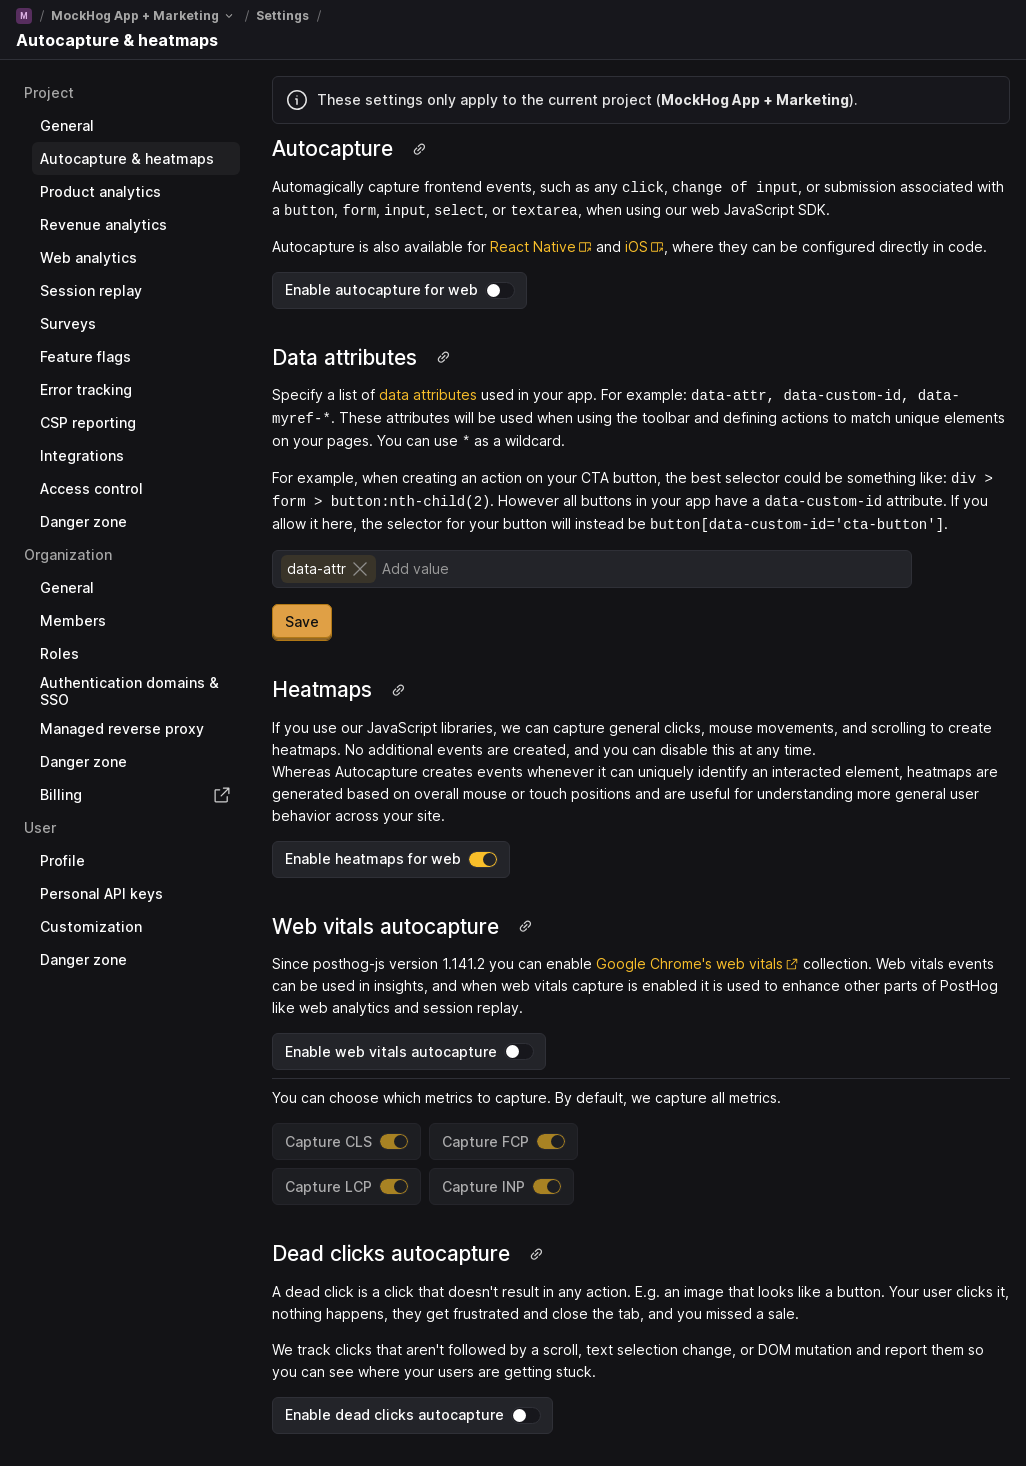 M / MockHog App + Marketing / Settings /
Autocapture & heatmaps
Project
General
Autocapture & heatmaps
Product analytics
Revenue analytics
Web analytics
Session replay
Surveys
Feature flags
Error tracking
CSP reporting
Integrations
Access control
Danger zone
Organization
General
Members
Roles
Authentication domains &
SSO
Managed reverse proxy
Danger zone
Billing
User
Profile
Personal API keys
Customization
Danger zone
These settings only apply to the current project (MockHog App + Marketing).
Autocapture
Automagically capture frontend events, such as any click, change of input, or submission associated with
a button, form, input, select, or textarea, when using our web JavaScript SDK.
Autocapture is also available for React Native and iOS, where they can be configured directly in code.
Enable autocapture for web
Data attributes
Specify a list of data attributes used in your app. For example: data-attr, data-custom-id, data-
myref-*. These attributes will be used when using the toolbar and defining actions to match unique elements
on your pages. You can use * as a wildcard.
For example, when creating an action on your CTA button, the best selector could be something like: div >
form > button:nth-child(2). However all buttons in your app have a data-custom-id attribute. If you
allow it here, the selector for your button will instead be button[data-custom-id='cta-button'].
data-attr Add value
Save
Heatmaps
If you use our JavaScript libraries, we can capture general clicks, mouse movements, and scrolling to create
heatmaps. No additional events are created, and you can disable this at any time.
Whereas Autocapture creates events whenever it can uniquely identify an interacted element, heatmaps are
generated based on overall mouse or touch positions and are useful for understanding more general user
behavior across your site.
Enable heatmaps for web
Web vitals autocapture
Since posthog-js version 1.141.2 you can enable Google Chrome's web vitals collection. Web vitals events
can be used in insights, and when web vitals capture is enabled it is used to enhance other parts of PostHog
like web analytics and session replay.
Enable web vitals autocapture
You can choose which metrics to capture. By default, we capture all metrics.
Capture CLS Capture FCP
Capture LCP Capture INP
Dead clicks autocapture
A dead click is a click that doesn't result in any action. E.g. an image that looks like a button. Your user clicks it,
nothing happens, they get frustrated and close the tab, and you missed a sale.
We track clicks that aren't followed by a scroll, text selection change, or DOM mutation and report them so
you can see where your users are getting stuck.
Enable dead clicks autocapture